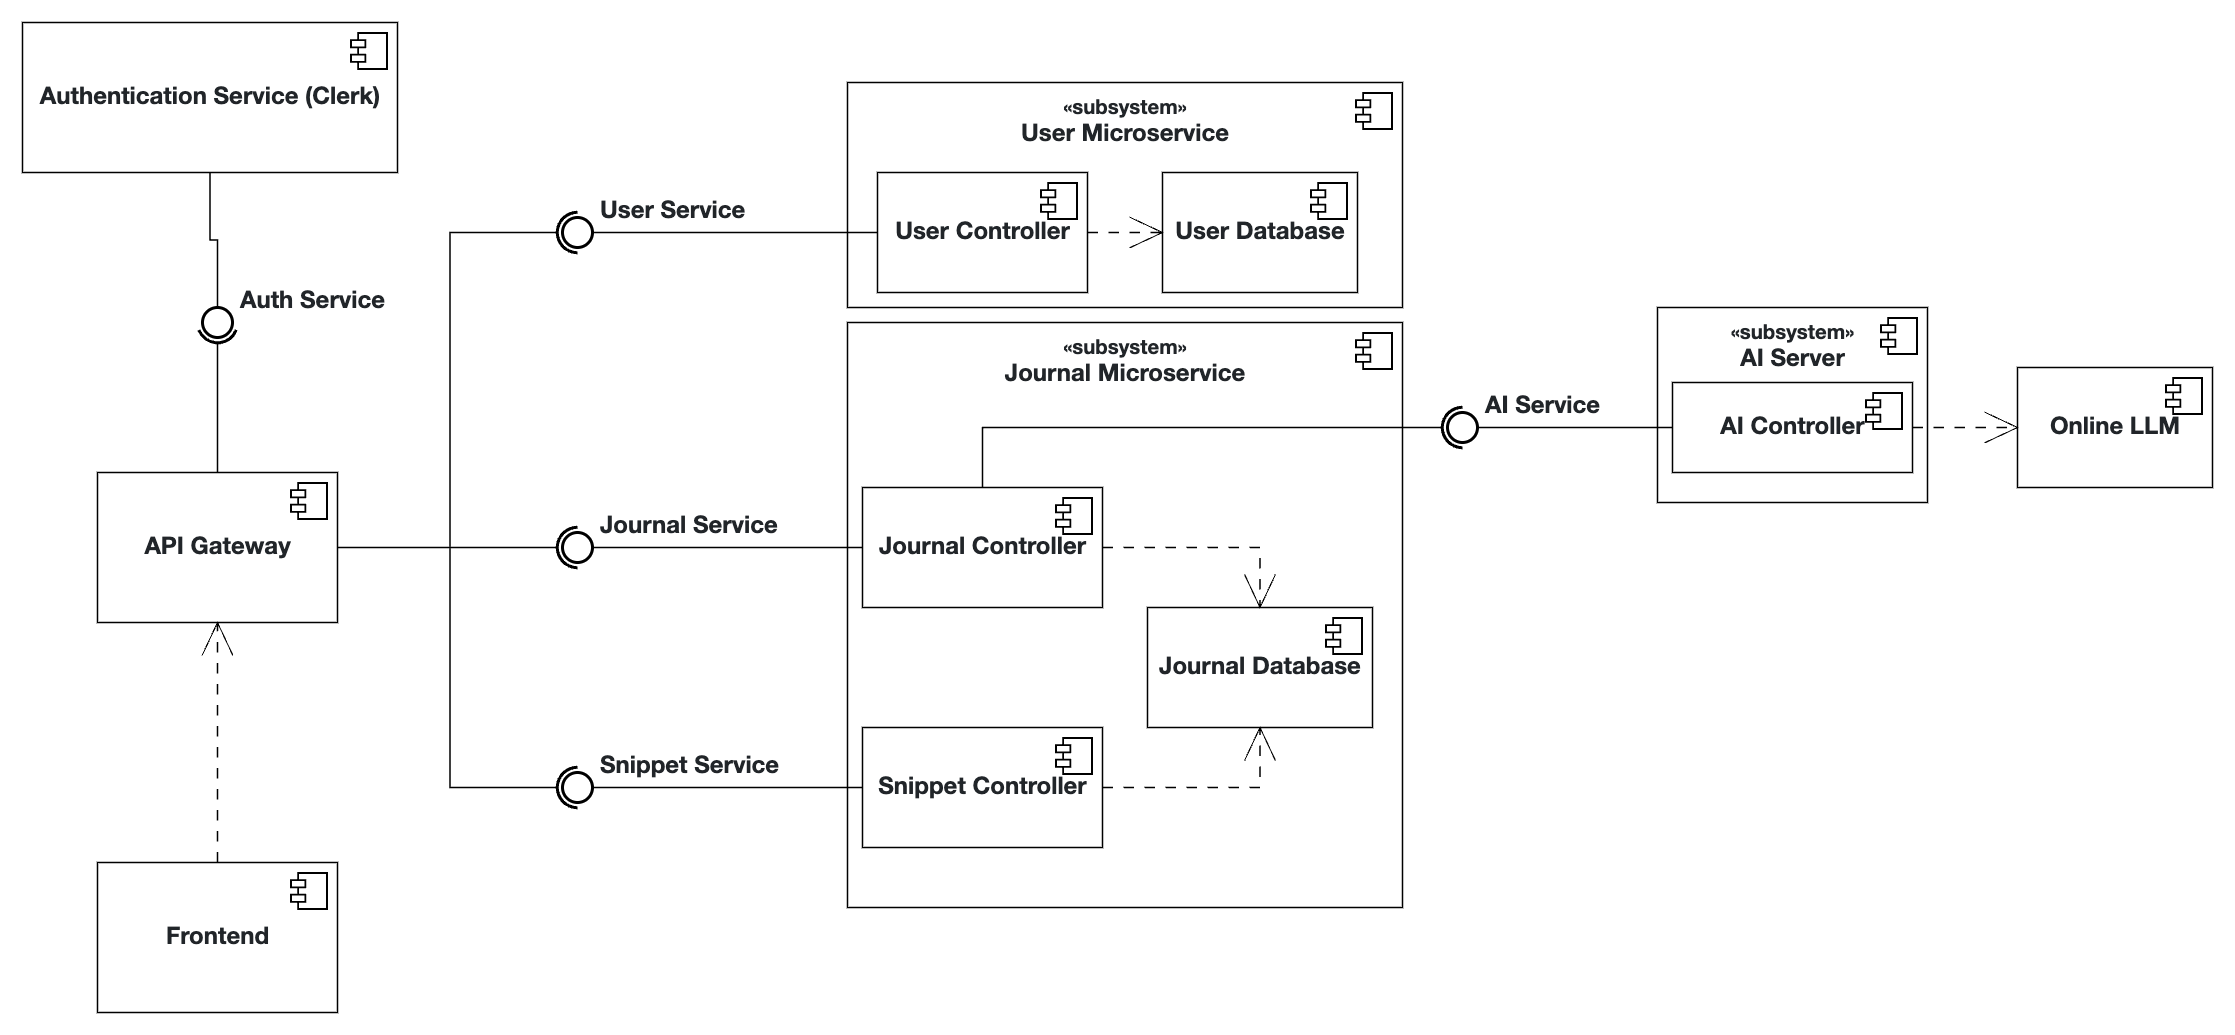 Authentication Service (Clerk)
Auth Service
API Gateway
Frontend
User Service
Journal Service
Snippet Service
«subsystem»
User Microservice
User Controller
User Database
«subsystem»
Journal Microservice
Journal Controller
Journal Database
Snippet Controller
AI Service
«subsystem»
AI Server
AI Controller
Online LLM